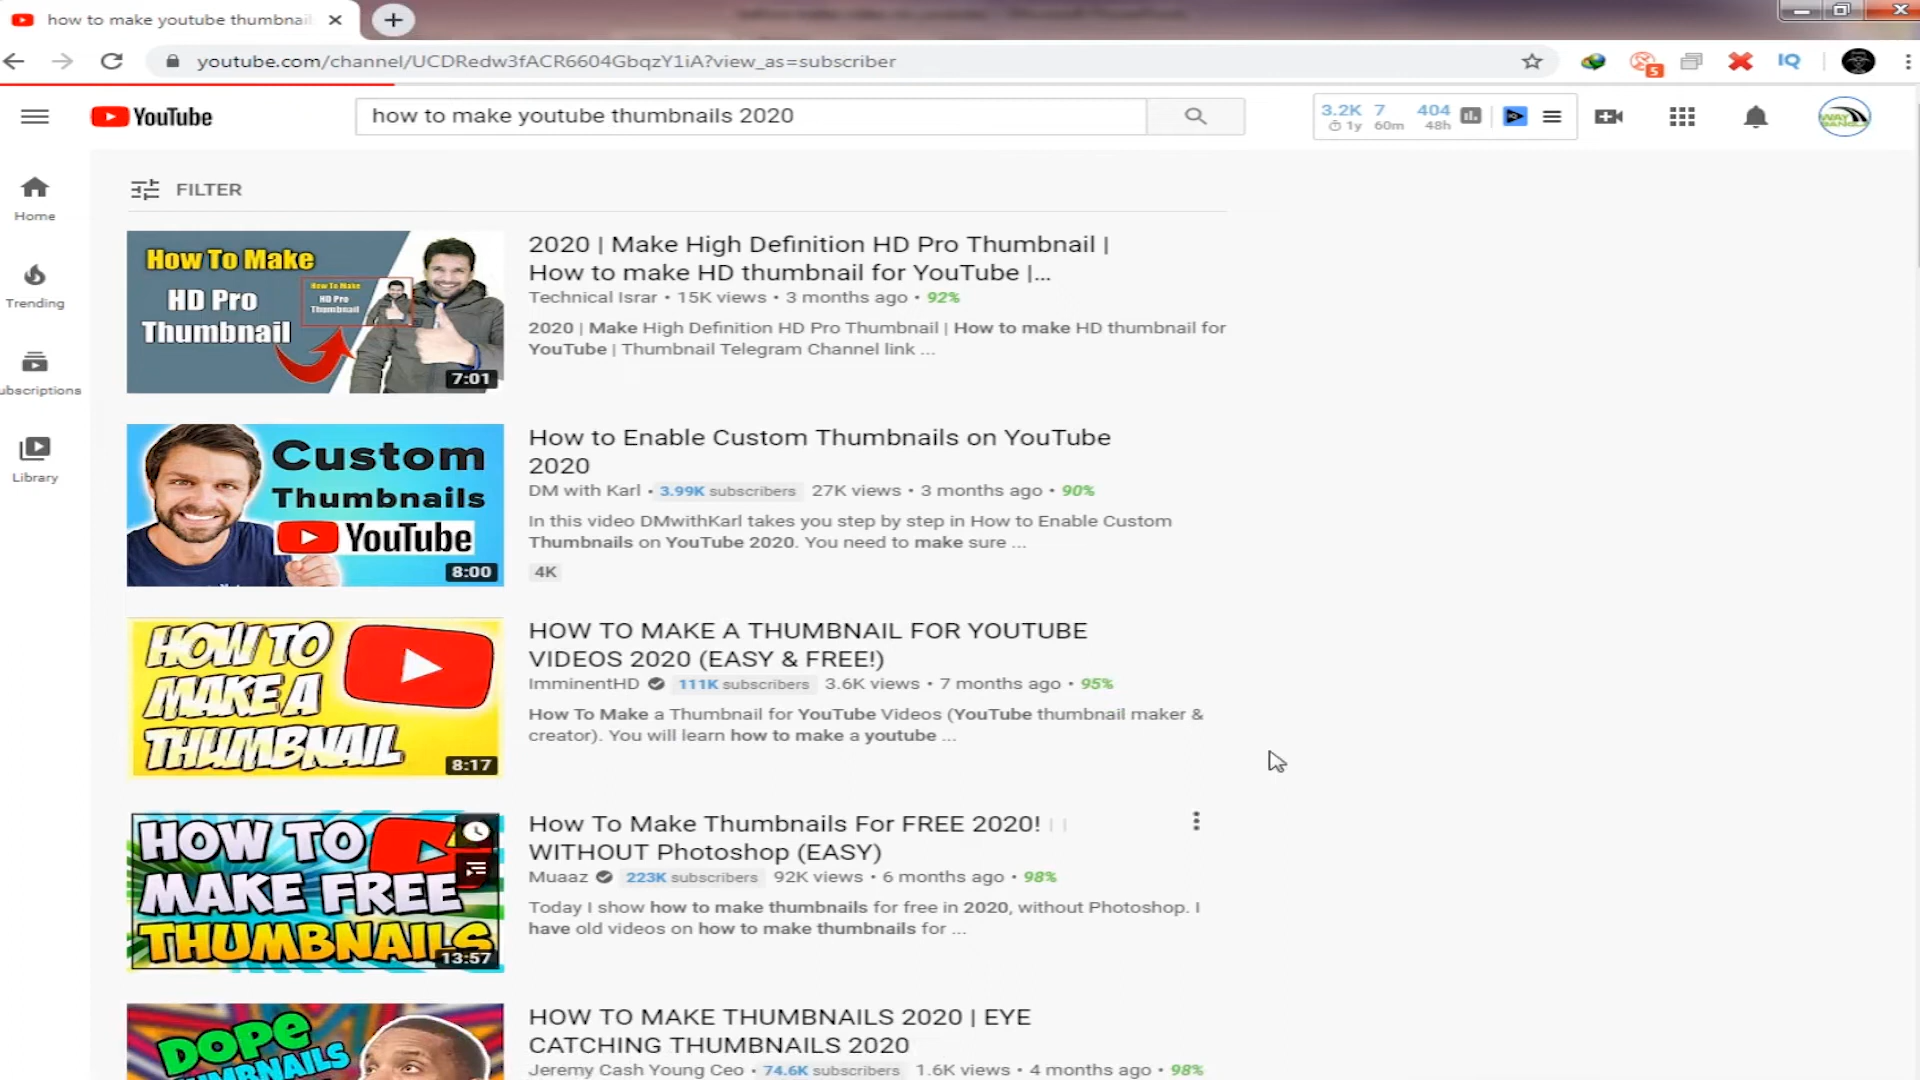 how to make youtube thumbnail
youtube.com/channel/UCDRedw3fACR6604GbqzY1iA?view_as=subscriber
5
IQ
YouTube
how to make youtube thumbnails 2020
3.2K 7 404
1y 60m 48h
WAY
FILTER
Home
Trending
ubscriptions
Library
How To Make
HD Pro
Thumbnail
How To Make
HD Pro
Thumbnail
7:01
2020 | Make High Definition HD Pro Thumbnail |
How to make HD thumbnail for YouTube |...
Technical Israr • 15K views • 3 months ago • 92%
2020 | Make High Definition HD Pro Thumbnail | How to make HD thumbnail for
YouTube | Thumbnail Telegram Channel link ...
Custom
Thumbnails
YouTube
8:00
How to Enable Custom Thumbnails on YouTube
2020
DM with Karl • 3.99K subscribers 27K views • 3 months ago • 90%
In this video DMwithKarl takes you step by step in How to Enable Custom
Thumbnails on YouTube 2020. You need to make sure ...
4K
HOW TO
MAKE A
THUMBNAIL
8:17
HOW TO MAKE A THUMBNAIL FOR YOUTUBE
VIDEOS 2020 (EASY & FREE!)
ImminentHD 111K subscribers 3.6K views • 7 months ago • 95%
How To Make a Thumbnail for YouTube Videos (YouTube thumbnail maker &
creator). You will learn how to make a youtube ...
HOW TO
MAKE FREE
THUMBNAILS
13:57
How To Make Thumbnails For FREE 2020! | |
WITHOUT Photoshop (EASY)
Muaaz 223K subscribers 92K views • 6 months ago • 98%
Today I show how to make thumbnails for free in 2020, without Photoshop. I
have old videos on how to make thumbnails for ...
DOPE
HOW TO MAKE THUMBNAILS 2020 | EYE
CATCHING THUMBNAILS 2020
Jeremy Cash Young Ceo • 74.6K subscribers 1.6K views • 4 months ago • 98%